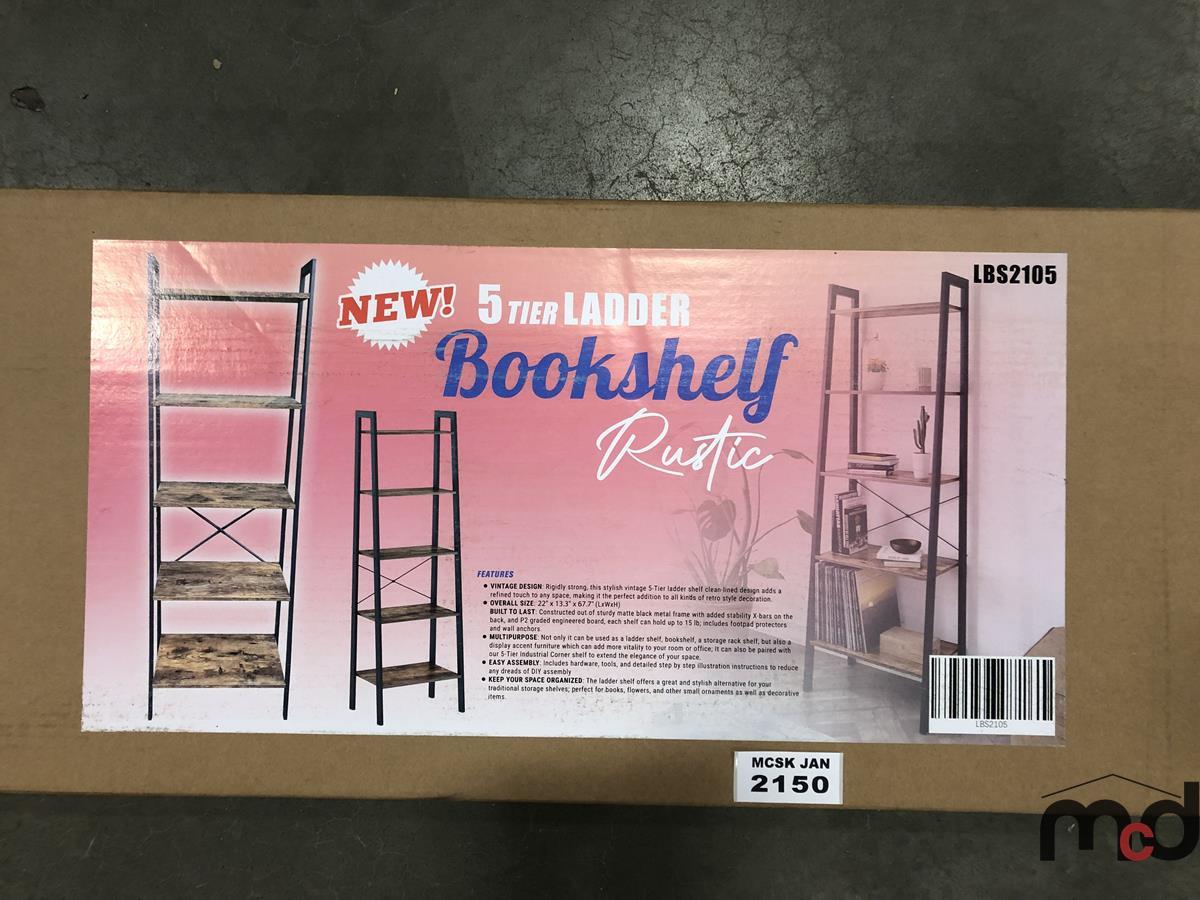 LBS2105
NEW!
5 TIER LADDER
Bookshelf
Rustic
FEATURES
• VINTAGE DESIGN: Rigidly strong, this stylish vintage 5-Tier ladder shelf clean-lined design adds a
refined touch to any space, making it the perfect addition to all kinds of retro style decoration.
• OVERALL SIZE: 22" x 13.3" x 67.7" (LxWxH)
BUILT TO LAST: Constructed out of sturdy matte black metal frame with added stability X-bars on the
back, and P2 graded engineered board, each shelf can hold up to 15 lb; includes footpad protectors
and wall anchors.
• MULTIPURPOSE: Not only it can be used as a ladder shelf, bookshelf, a storage rack shelf, but also a
display accent furniture which can add more vitality to your room or office; It can also be paired with
our 5-Tier Industrial Corner shelf to extend the elegance of your space.
• EASY ASSEMBLY: Includes hardware, tools, and detailed step by step illustration instructions to reduce
any dreads of DIY assembly
• KEEP YOUR SPACE ORGANIZED: The ladder shelf offers a great and stylish alternative for your
traditional storage shelves; perfect for books, flowers, and other small ornaments as well as decorative
items.
LBS2105
MCSK JAN
2150
mcd